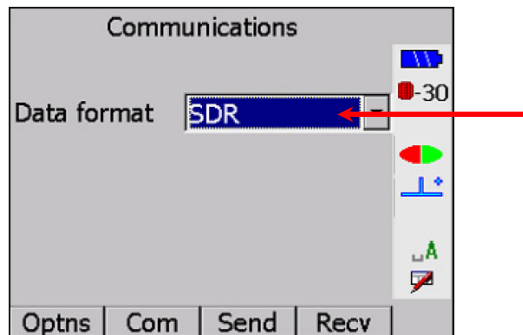 Communications
-30
Data format SDR
A
Optns Com Send Recv